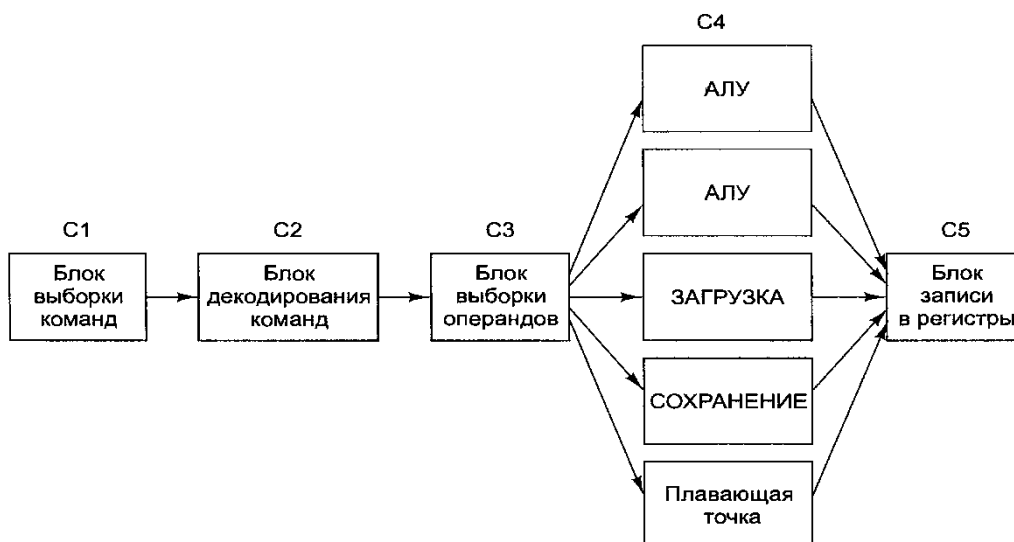 С4
АЛУ
АЛУ
С1
С2
С3
С5
Блок
выборки
команд
Блок
декодирования
команд
Блок
выборки
операндов
ЗАГРУЗКА
Блок
записи
в регистры
СОХРАНЕНИЕ
Плавающая
точка